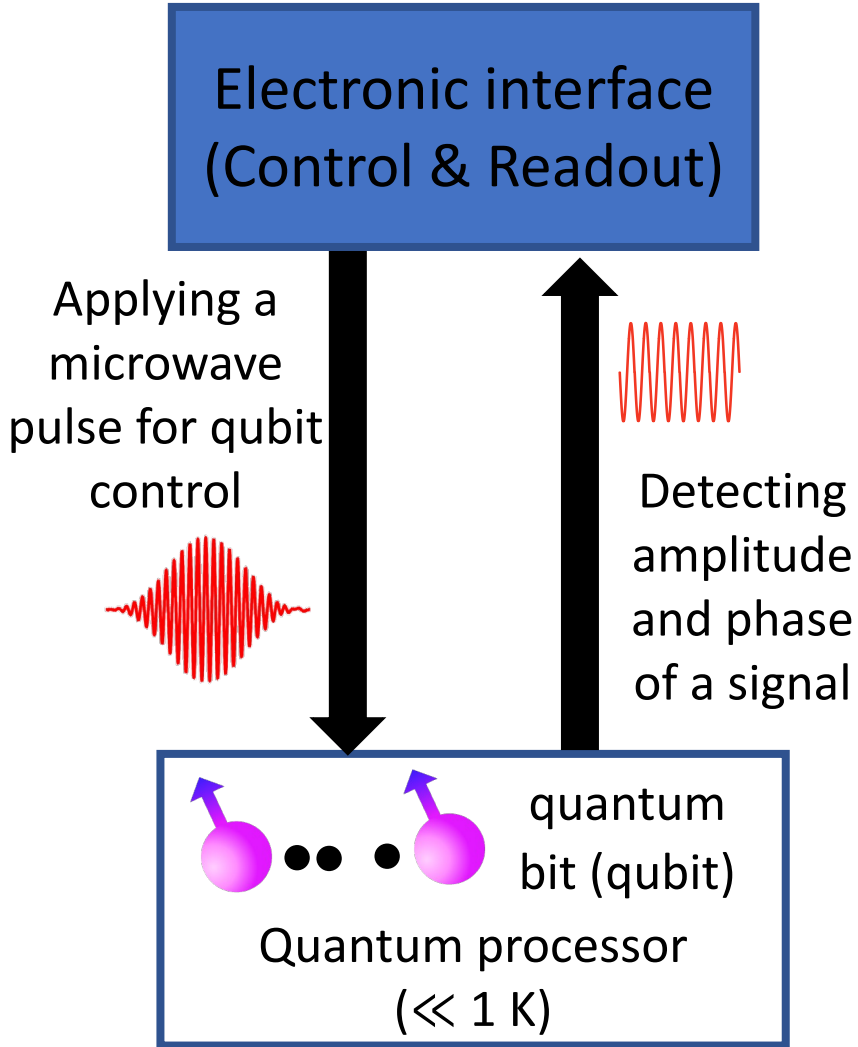 Electronic interface
(Control & Readout)
Applying a
microwave
pulse for qubit
control
Detecting
amplitude
and phase
of a signal
quantum
bit (qubit)
Quantum processor
(≪ 1 K)